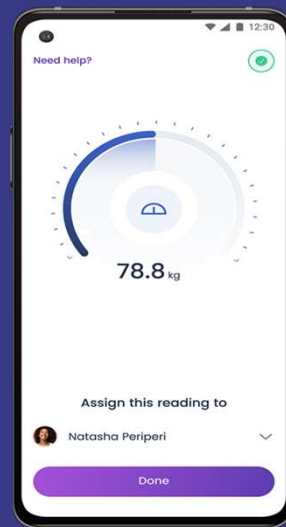 12:30
Need help?
78.8 kg
Assign this reading to
Natasha Periperi
Done